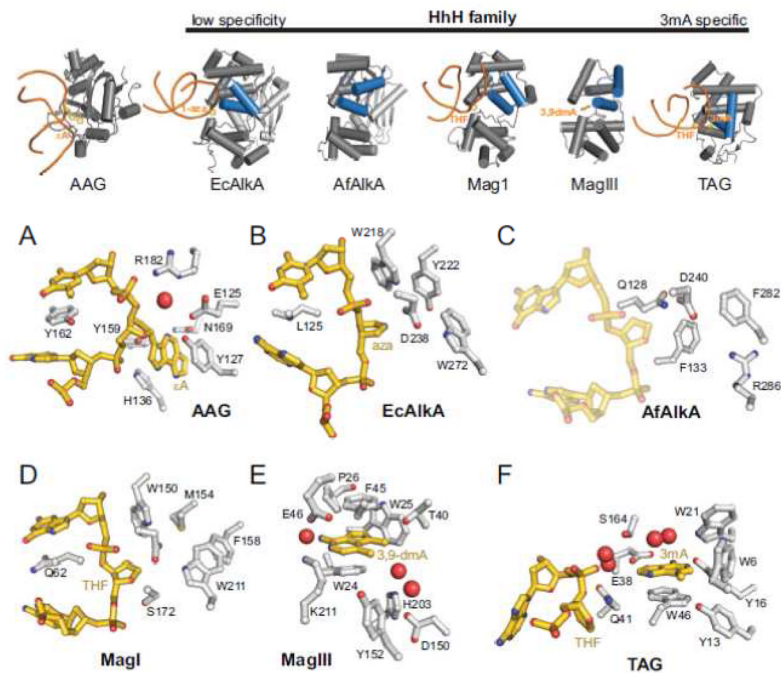 HhH family
low specificity
3mA specific
THF
3,9-dmA
THF
AAG
EcAlkA
AfAlkA
Mag1
MagIII
TAG
A
R182
E125
Y162
Y159
N169
Y127
H136
εA
AAG
B
W218
Y222
L125
D238
aza
W272
EcAlkA
C
Q128
D240
F282
F133
R286
AfAlkA
D
W150
M154
F158
Q62
THF
W211
S172
MagI
E
P26
F45
E46
W25
T40
3,9-dmA
W24
K211
H203
Y152
D150
MagIII
F
S164
W21
3mA
W6
E38
Y16
Q41
W46
Y13
THF
TAG